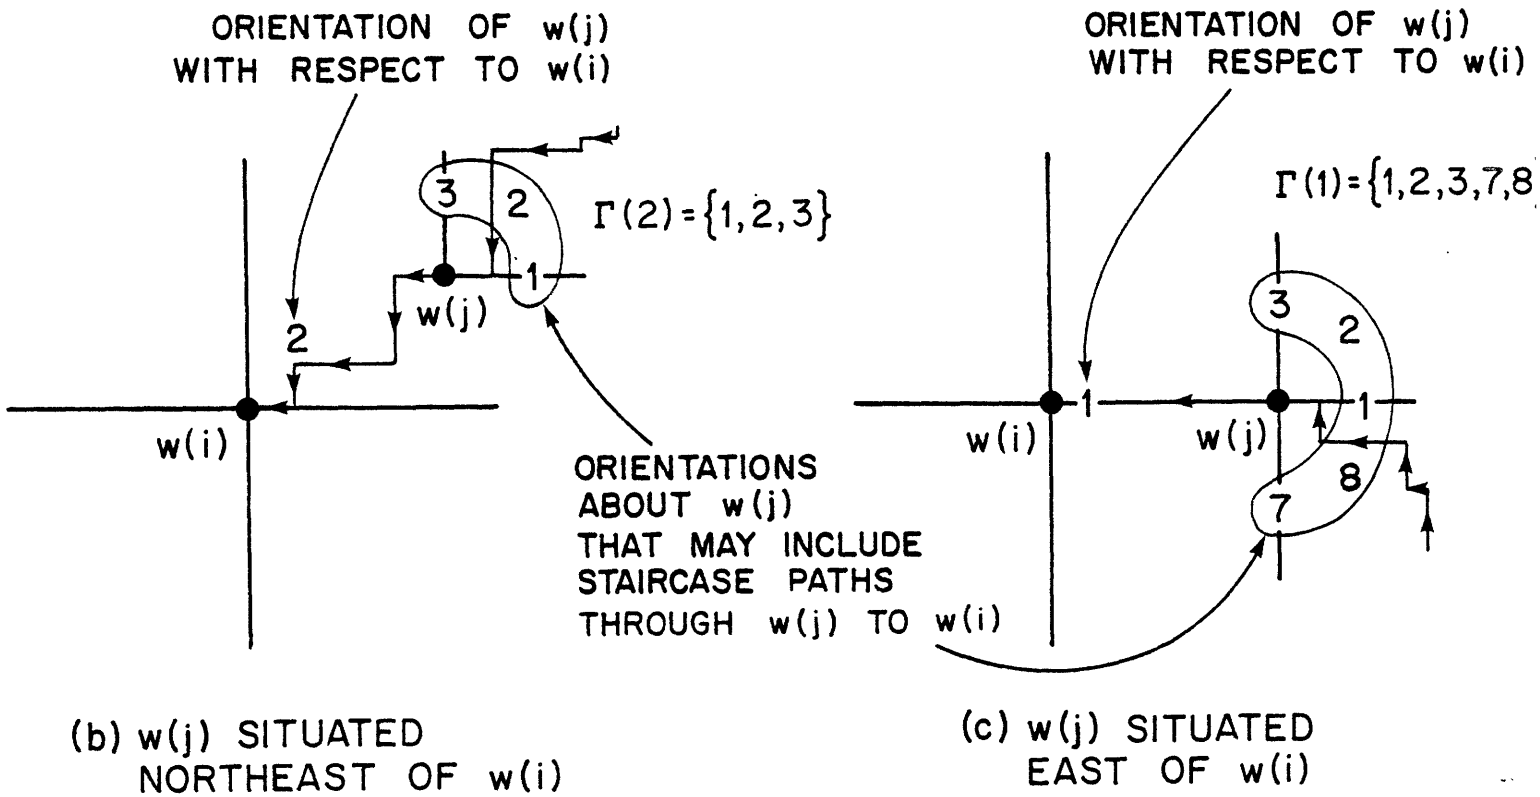 ORIENTATION OF w(j)
WITH RESPECT TO w(i)
3
2
Γ(2)={1,2,3}
1
w(j)
2
w(i)
ORIENTATIONS
ABOUT w(j)
THAT MAY INCLUDE
STAIRCASE PATHS
THROUGH w(j) TO w(i)
(b) w(j) SITUATED
NORTHEAST OF w(i)
ORIENTATION OF w(j)
WITH RESPECT TO w(i)
Γ(1)={1,2,3,7,8}
3
2
1
1
w(i)
w(j)
8
7
(c) w(j) SITUATED
EAST OF w(i)